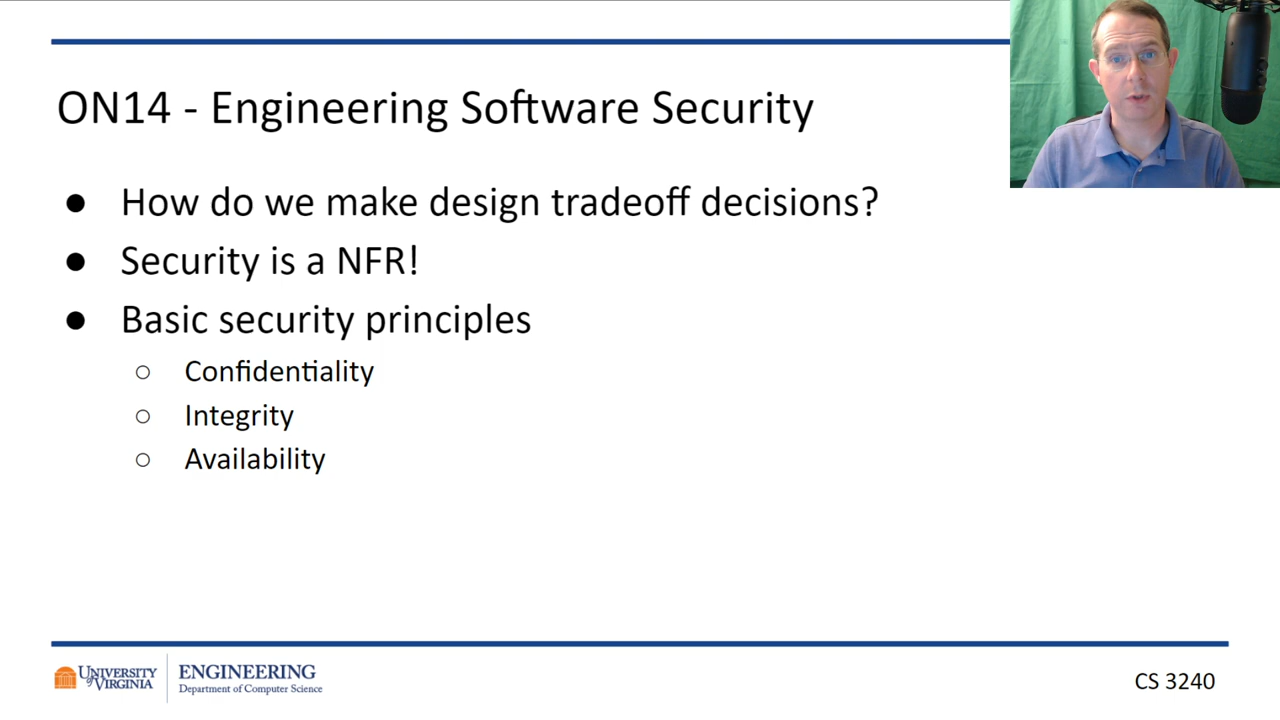 ON14 - Engineering Software Security
● How do we make design tradeoff decisions?
● Security is a NFR!
● Basic security principles
○ Confidentiality
○ Integrity
○ Availability
UNIVERSITY of VIRGINIA
ENGINEERING
Department of Computer Science
CS 3240